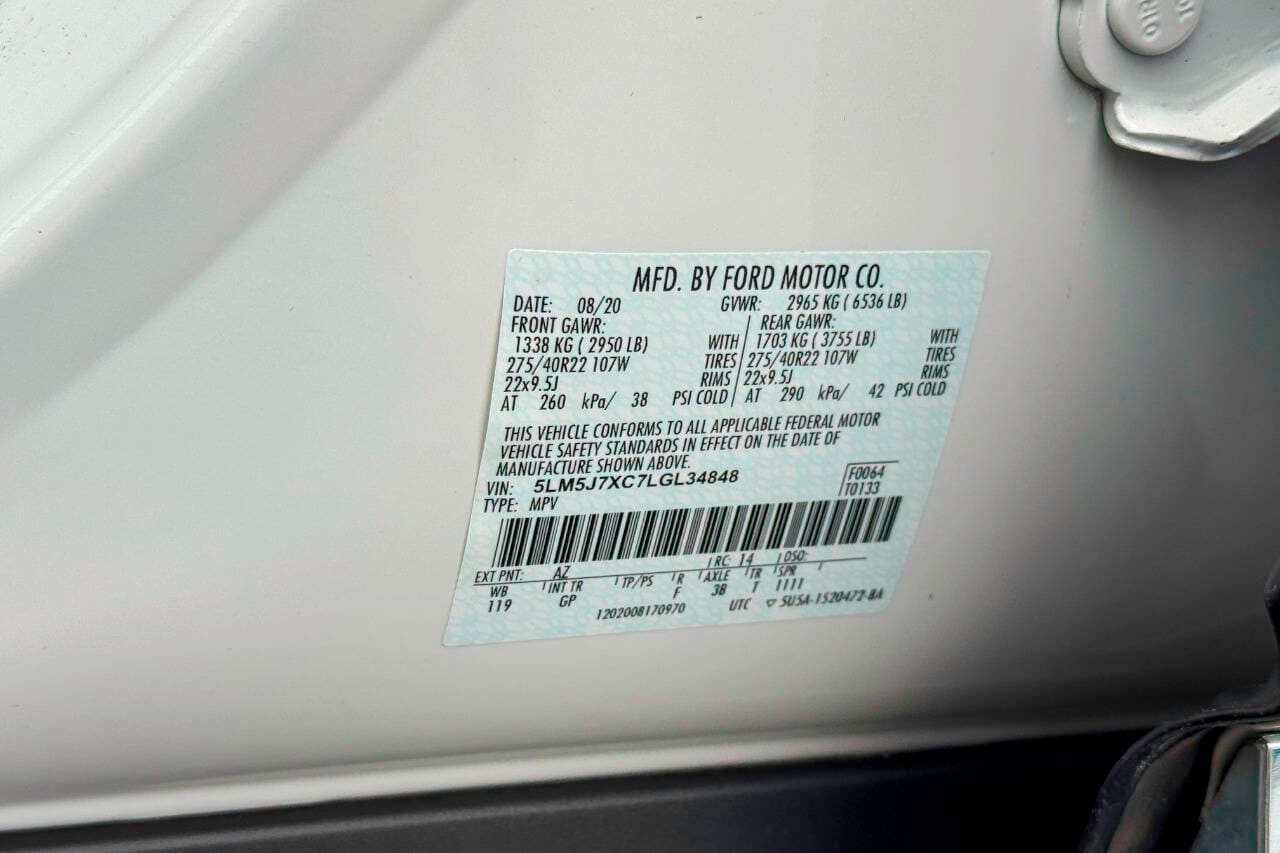 MFD. BY FORD MOTOR CO.
DATE: 08/20 GVWR: 2965 KG ( 6536 LB)
FRONT GAWR: REAR GAWR:
1338 KG ( 2950 LB) WITH 1703 KG ( 3755 LB) WITH
275/40R22 107W TIRES 275/40R22 107W TIRES
22x9.5J RIMS 22x9.5J RIMS
AT 260 kPa/ 38 PSI COLD AT 290 kPa/ 42 PSI COLD
THIS VEHICLE CONFORMS TO ALL APPLICABLE FEDERAL MOTOR
VEHICLE SAFETY STANDARDS IN EFFECT ON THE DATE OF
MANUFACTURE SHOWN ABOVE.
VIN: 5LM5J7XC7LGL34848 F0064
TYPE: MPV T0133
EXT PNT: AZ RC: 14 DSO:
WB INT TR TP/PS R AXLE TR SPR
119 GP F 3B T 1111
1202008170970 UTC ▽ 5U5A-1520472-BA